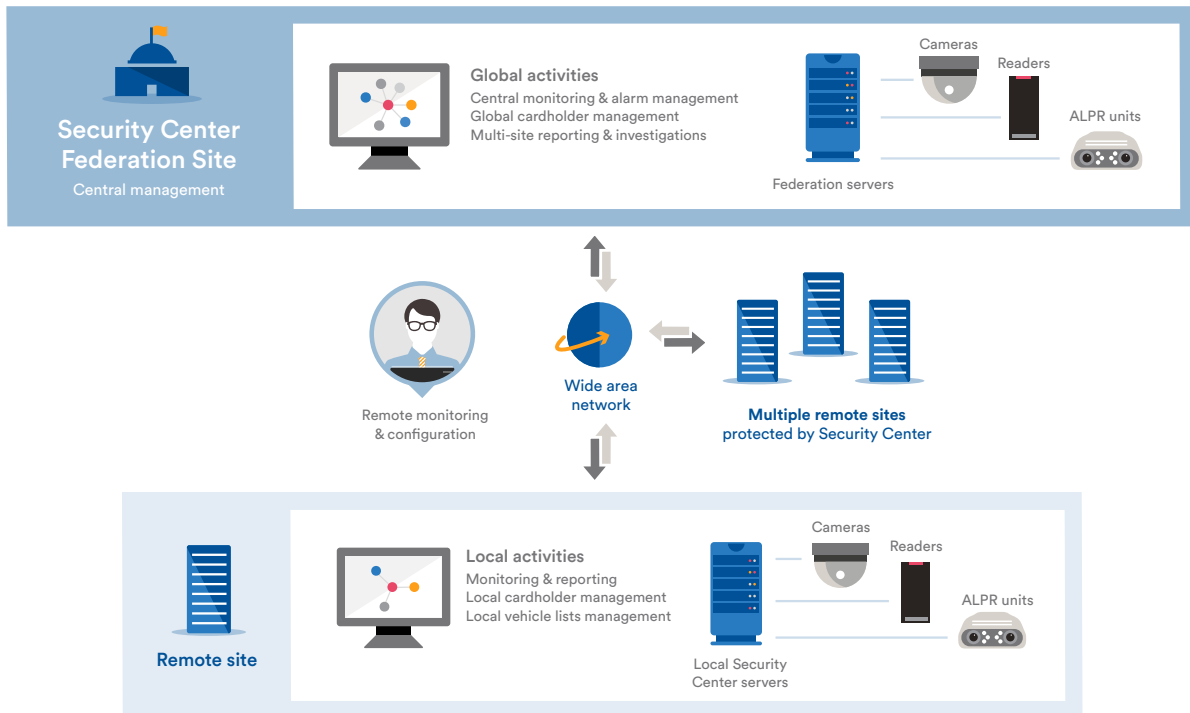 Security Center
Federation Site
Central management
Global activities
Central monitoring & alarm management
Global cardholder management
Multi-site reporting & investigations
Federation servers
Cameras
Readers
ALPR units
Remote monitoring
& configuration
Wide area
network
Multiple remote sites
protected by Security Center
Remote site
Local activities
Monitoring & reporting
Local cardholder management
Local vehicle lists management
Local Security
Center servers
Cameras
Readers
ALPR units